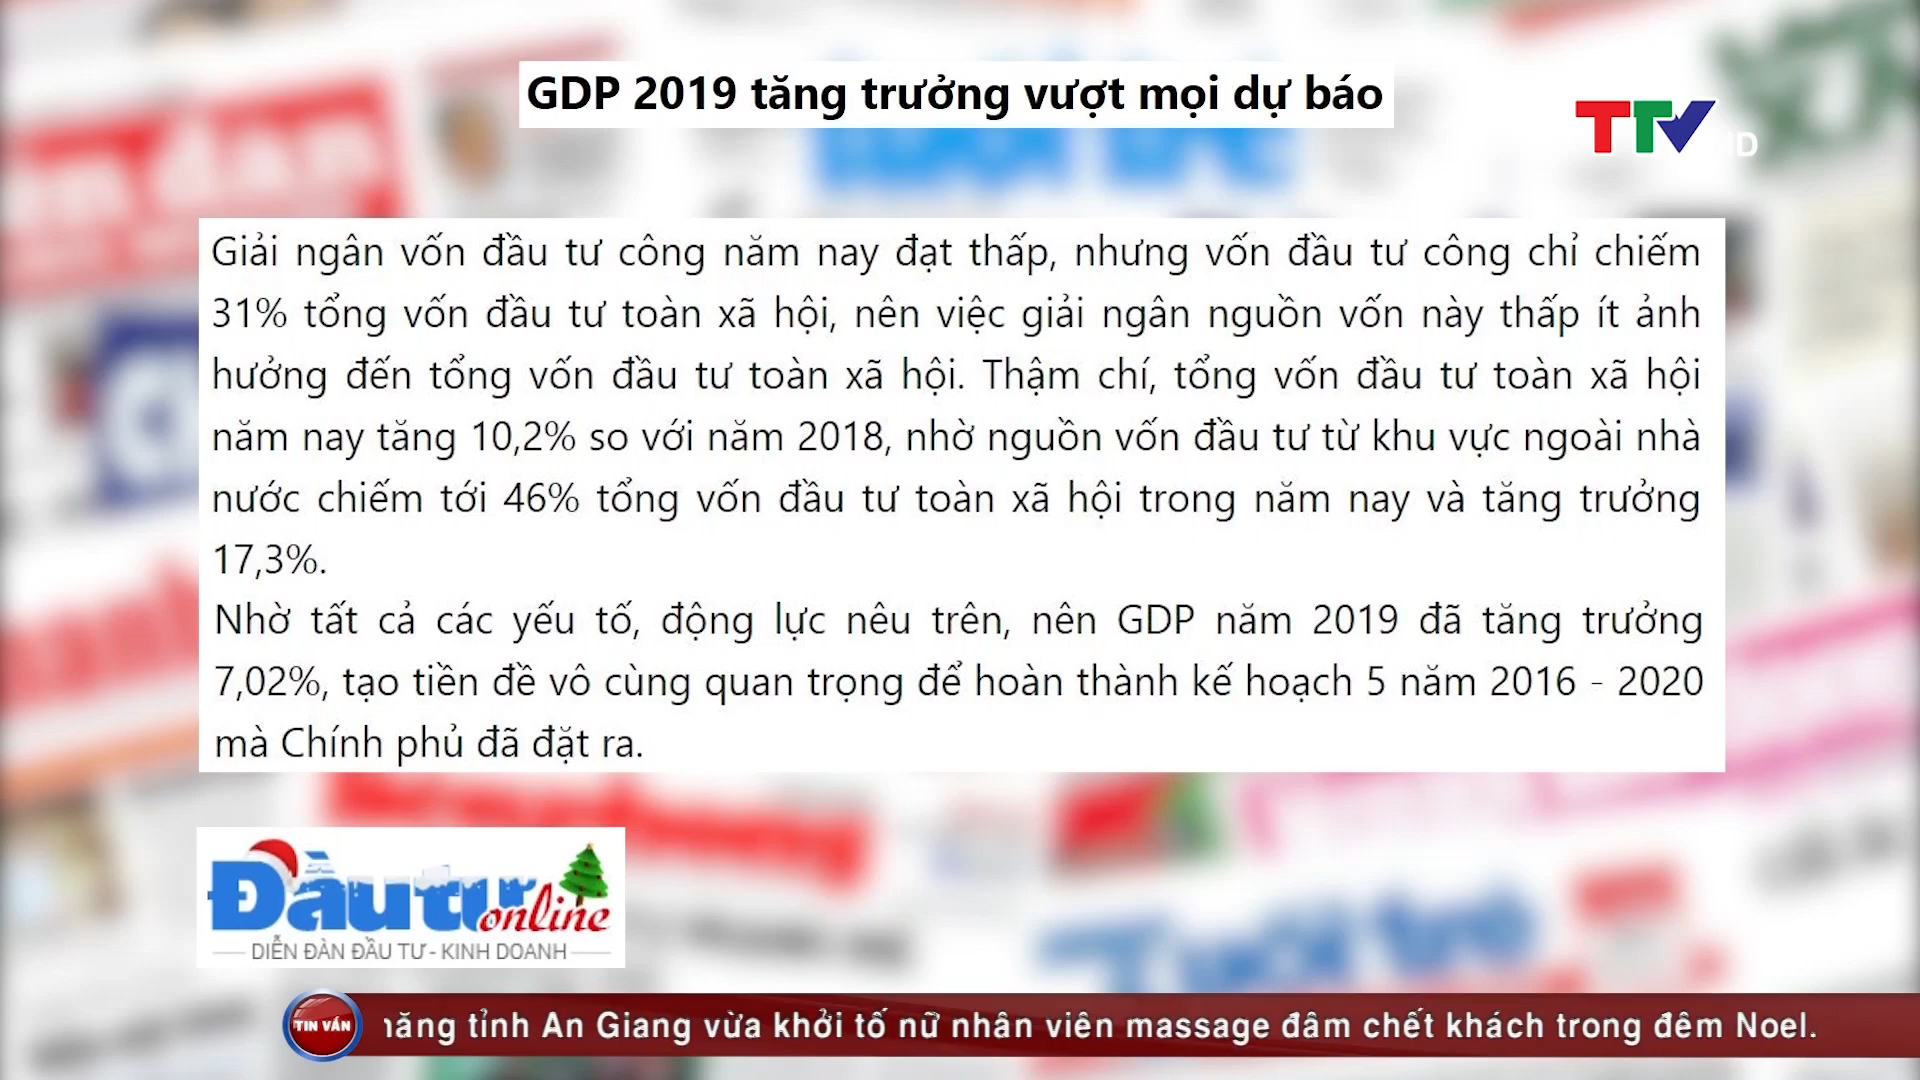 GDP 2019 tăng trưởng vượt mọi dự báo
TTV HD
Giải ngân vốn đầu tư công năm nay đạt thấp, nhưng vốn đầu tư công chỉ chiếm
31% tổng vốn đầu tư toàn xã hội, nên việc giải ngân nguồn vốn này thấp ít ảnh
hưởng đến tổng vốn đầu tư toàn xã hội. Thậm chí, tổng vốn đầu tư toàn xã hội
năm nay tăng 10,2% so với năm 2018, nhờ nguồn vốn đầu tư từ khu vực ngoài nhà
nước chiếm tới 46% tổng vốn đầu tư toàn xã hội trong năm nay và tăng trưởng
17,3%.
Nhờ tất cả các yếu tố, động lực nêu trên, nên GDP năm 2019 đã tăng trưởng
7,02%, tạo tiền đề vô cùng quan trọng để hoàn thành kế hoạch 5 năm 2016 - 2020
mà Chính phủ đã đặt ra.
Đầu tư online
DIỄN ĐÀN ĐẦU TƯ - KINH DOANH
TIN VẮN
năng tỉnh An Giang vừa khởi tố nữ nhân viên massage đâm chết khách trong đêm Noel.